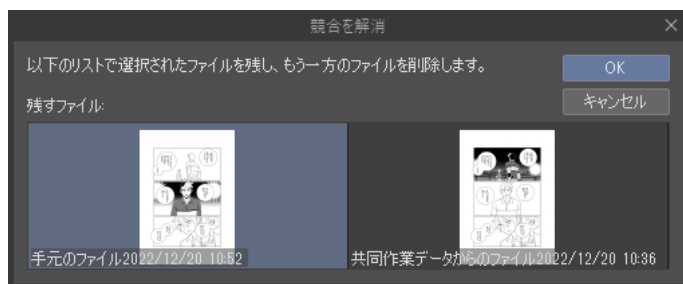 競合を解消
以下のリストで選択されたファイルを残し、もう一方のファイルを削除します。
OK
残すファイル:
キャンセル
手元のファイル2022/12/20 10:52
共同作業データからのファイル2022/12/20 10:36